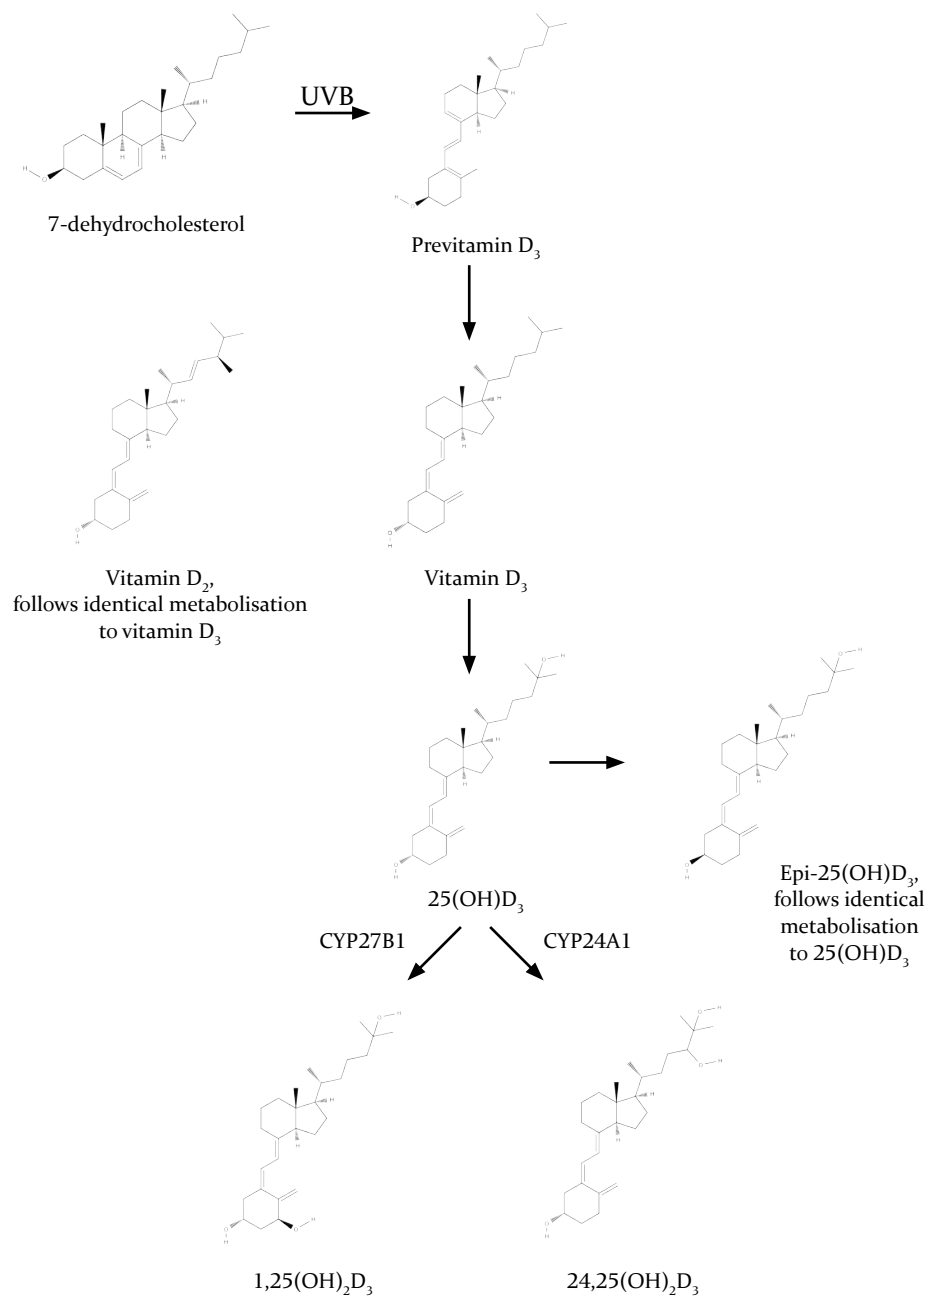 UVB
7-dehydrocholesterol
Previtamin D₃
Vitamin D₂,
follows identical metabolisation
to vitamin D₃
Vitamin D₃
25(OH)D₃
Epi-25(OH)D₃,
follows identical
metabolisation
to 25(OH)D₃
CYP27B1
CYP24A1
1,25(OH)₂D₃
24,25(OH)₂D₃